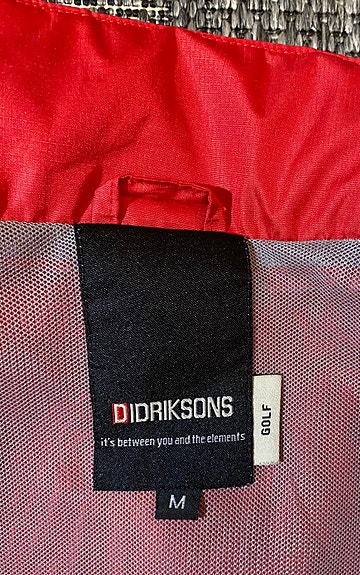 DIDRIKSONS
it's between you and the elements
GOLF
M